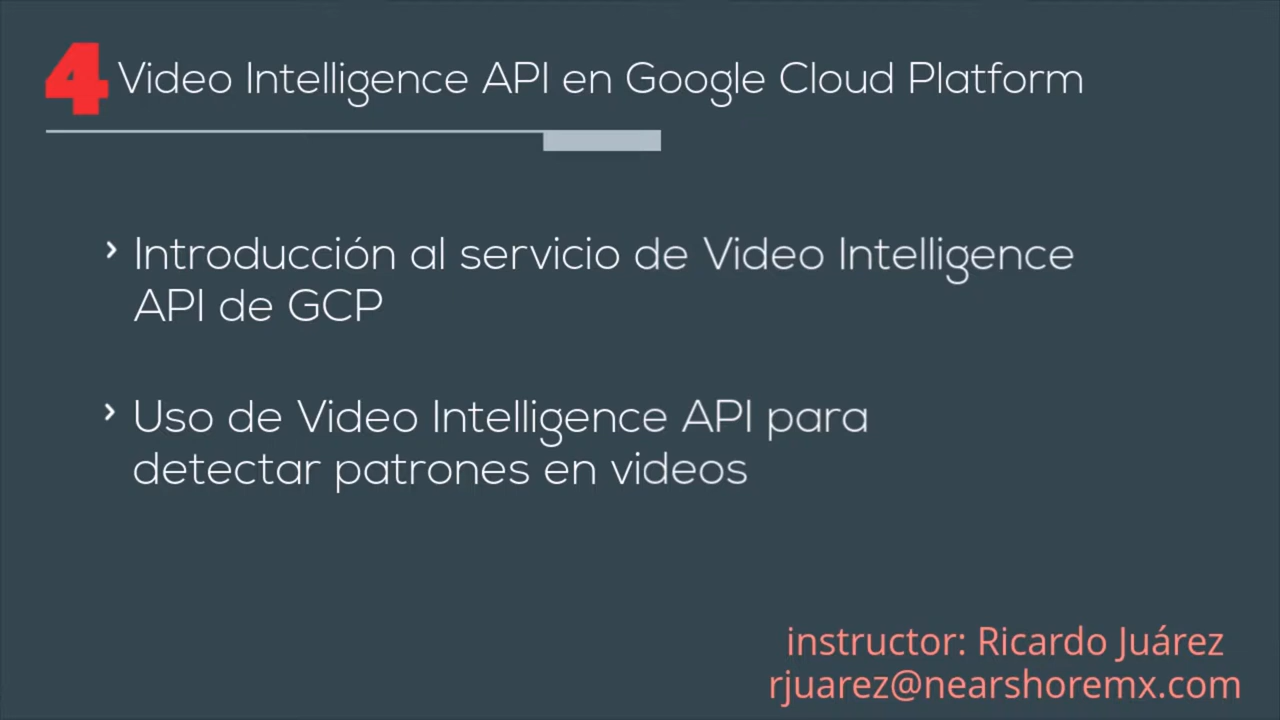 4 Video Intelligence API en Google Cloud Platform
› Introducción al servicio de Video Intelligence
API de GCP
› Uso de Video Intelligence API para
detectar patrones en videos
instructor: Ricardo Juárez
rjuarez@nearshoremx.com